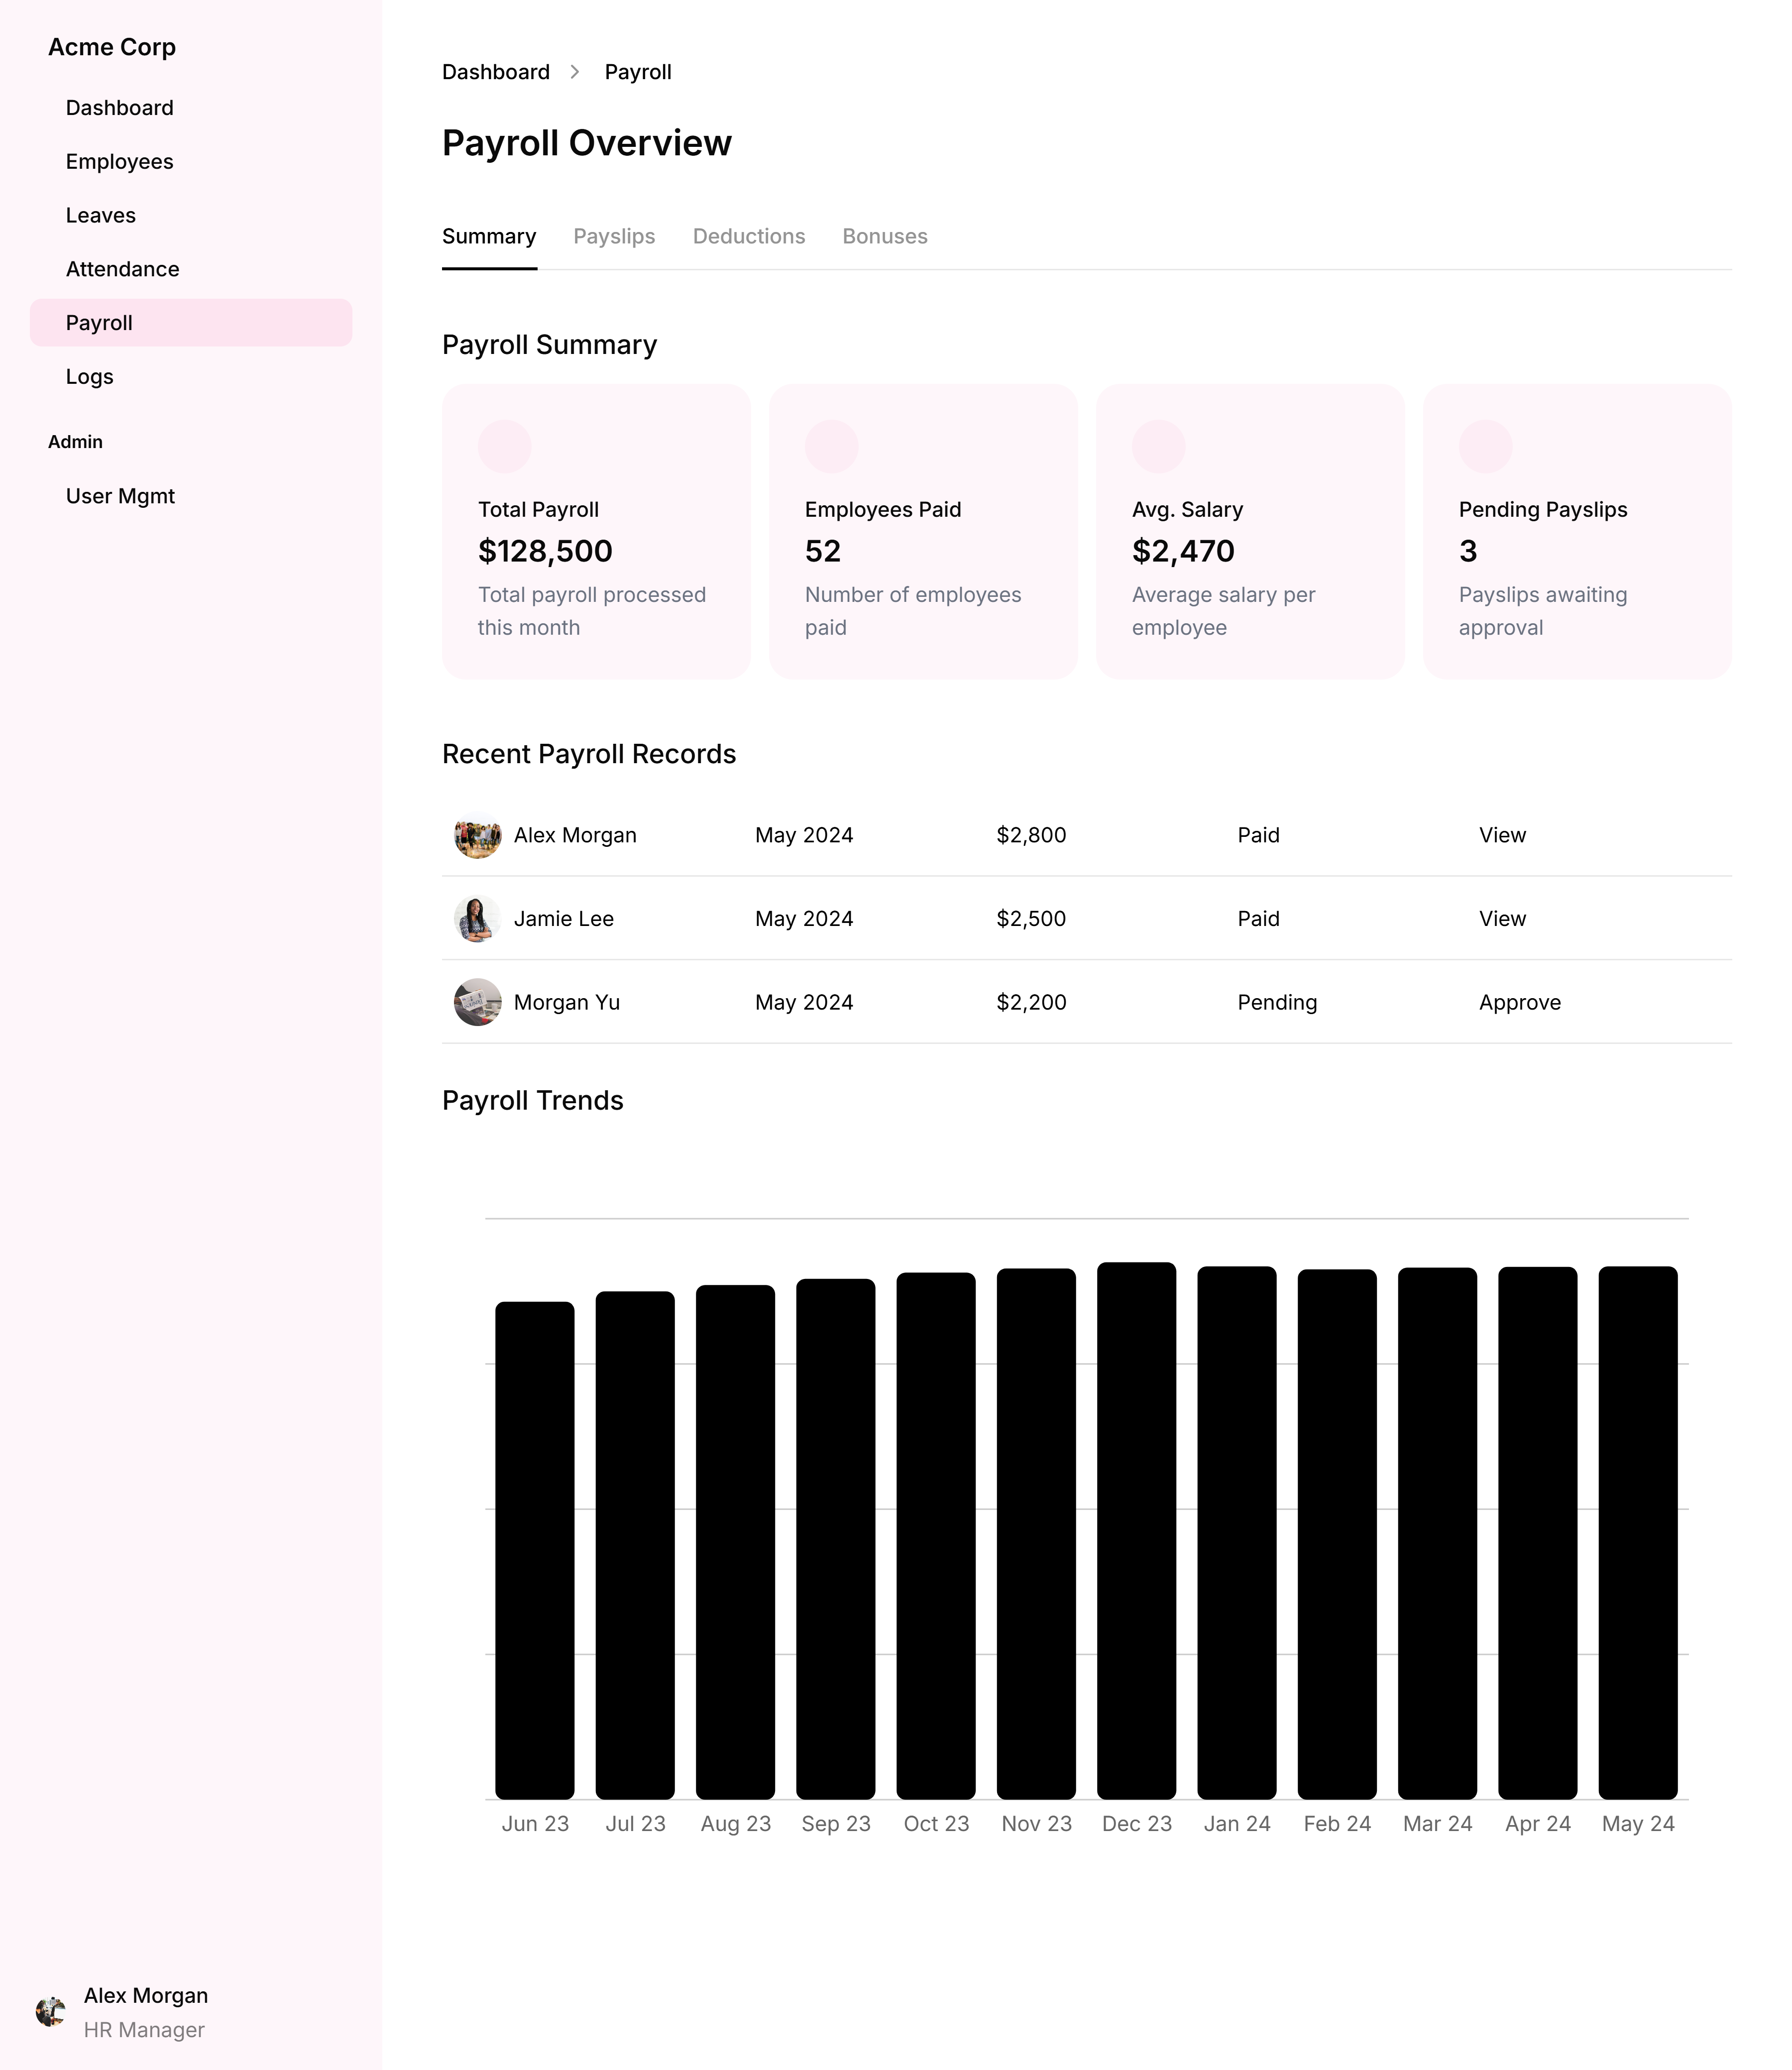 Acme Corp
Dashboard
Employees
Leaves
Attendance
Payroll
Logs
Admin
User Mgmt
Alex Morgan
HR Manager
Dashboard Payroll
Payroll Overview
Summary Payslips Deductions Bonuses
Payroll Summary
Total Payroll
$128,500
Total payroll processed
this month
Employees Paid
52
Number of employees
paid
Avg. Salary
$2,470
Average salary per
employee
Pending Payslips
3
Payslips awaiting
approval
Recent Payroll Records
Alex Morgan May 2024 $2,800 Paid View
Jamie Lee May 2024 $2,500 Paid View
Morgan Yu May 2024 $2,200 Pending Approve
Payroll Trends
Jun 23 Jul 23 Aug 23 Sep 23 Oct 23 Nov 23 Dec 23 Jan 24 Feb 24 Mar 24 Apr 24 May 24